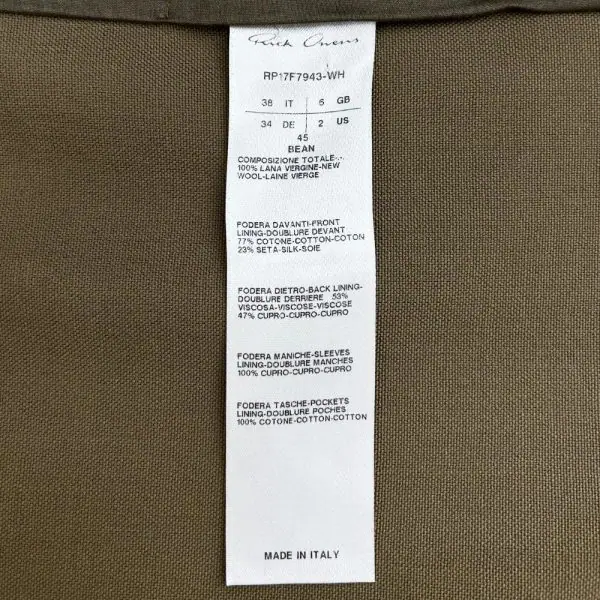 Rick Owens
RP17F7943-WH
38 IT 6 GB
34 DE 2 US
45
BEAN
COMPOSIZIONE TOTALE-.
100% LANA VERGINE-NEW
WOOL-LAINE VIERGE
FODERA DAVANTI-FRONT
LINING-DOUBLURE DEVANT
77% COTONE-COTTON-COTON
23% SETA-SILK-SOIE
FODERA DIETRO-BACK LINING-
DOUBLURE DERRIERE 53%
VISCOSA-VISCOSE-VISCOSE
47% CUPRO-CUPRO-CUPRO
FODERA MANICHE-SLEEVES
LINING-DOUBLURE MANCHES
100% CUPRO-CUPRO-CUPRO
FODERA TASCHE-POCKETS
LINING-DOUBLURE POCHES
100% COTONE-COTTON-COTTON
MADE IN ITALY